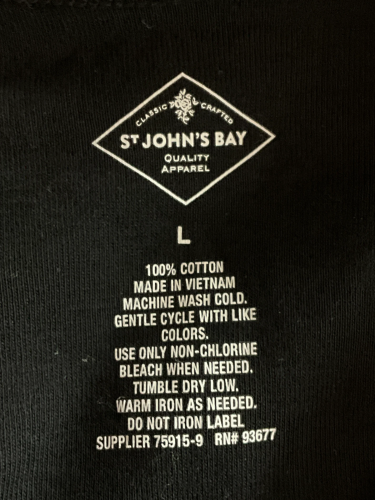 CLASSIC CRAFTED
ST JOHN'S BAY
QUALITY
APPAREL
L
100% COTTON
MADE IN VIETNAM
MACHINE WASH COLD.
GENTLE CYCLE WITH LIKE
COLORS.
USE ONLY NON-CHLORINE
BLEACH WHEN NEEDED.
TUMBLE DRY LOW.
WARM IRON AS NEEDED.
DO NOT IRON LABEL
SUPPLIER 75915-9 RN# 93677